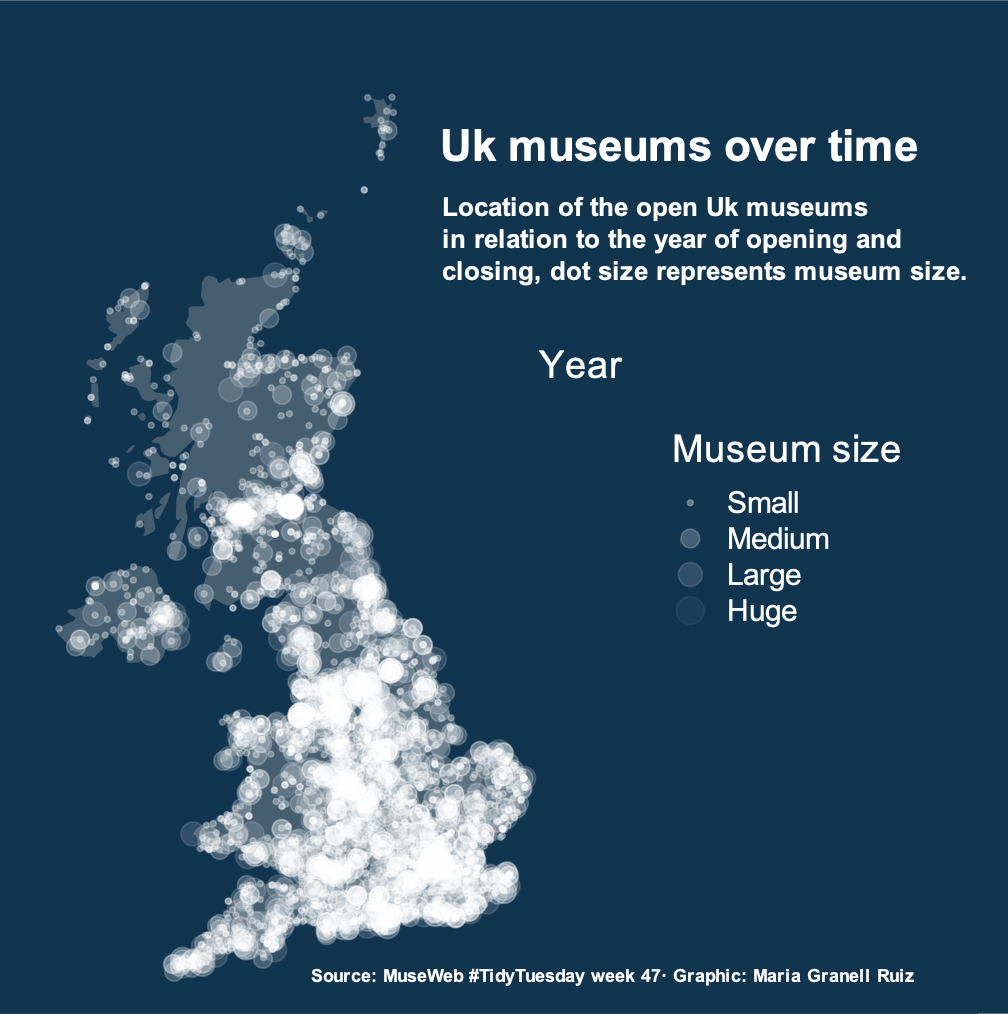 Uk museums over time
Location of the open Uk museums
in relation to the year of opening and
closing, dot size represents museum size.
Year
Museum size
Small
Medium
Large
Huge
Source: MuseWeb #TidyTuesday week 47· Graphic: Maria Granell Ruiz